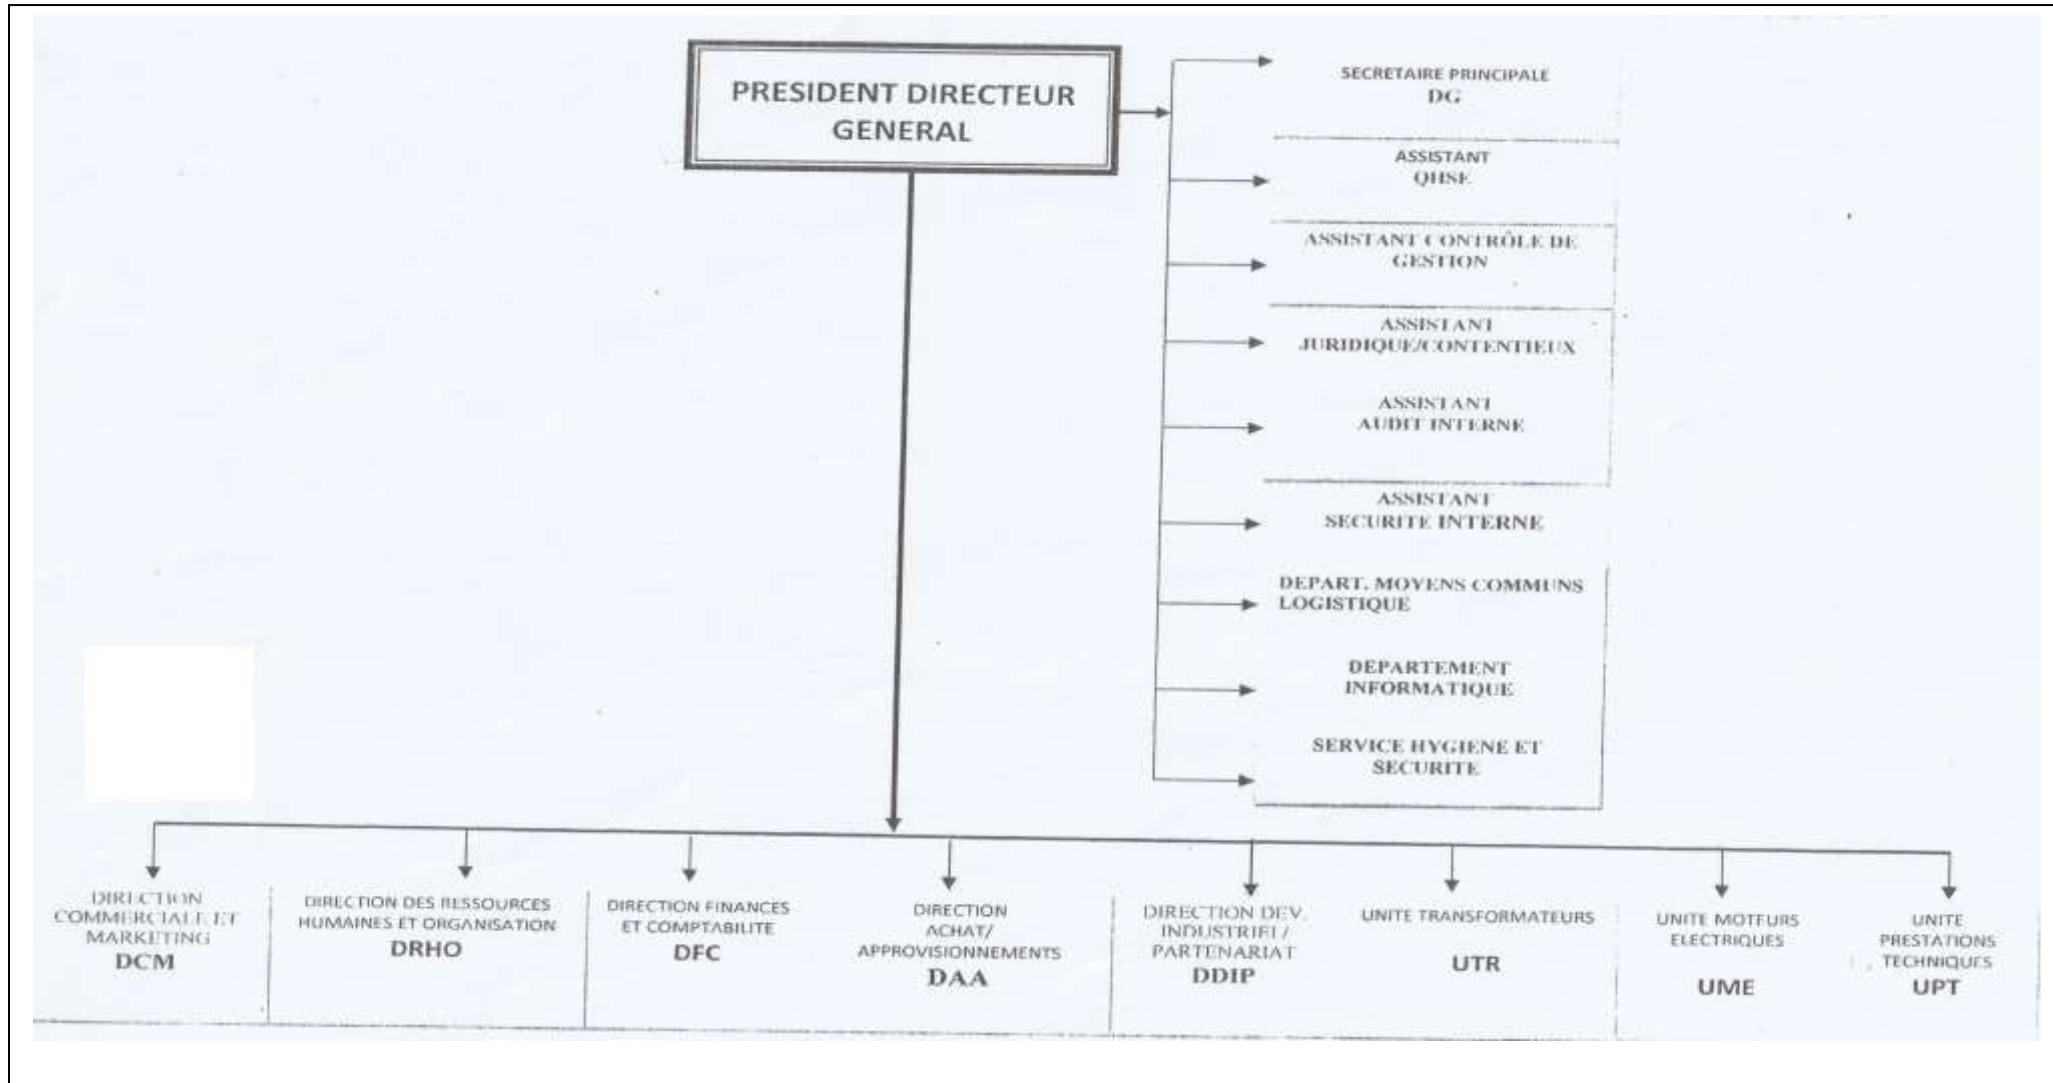 PRESIDENT DIRECTEUR
GENERAL
SECRETAIRE PRINCIPALE
DG
ASSISTANT
QHSE
ASSISTANT CONTRÔLE DE
GESTION
ASSISTANT
JURIDIQUE/CONTENTIEUX
ASSISTANT
AUDIT INTERNE
ASSISTANT
SECURITE INTERNE
DEPART. MOYENS COMMUNS
LOGISTIQUE
DEPARTEMENT
INFORMATIQUE
SERVICE HYGIENE ET
SECURITE
DIRECTION
COMMERCIALE ET
MARKETING
DCM
DIRECTION DES RESSOURCES
HUMAINES ET ORGANISATION
DRHO
DIRECTION FINANCES
ET COMPTABILITE
DFC
DIRECTION
ACHAT/
APPROVISIONNEMENTS
DAA
DIRECTION DEV.
INDUSTRIEL/
PARTENARIAT
DDIP
UNITE TRANSFORMATEURS
UTR
UNITE MOTEURS
ELECTRIQUES
UME
UNITE
PRESTATIONS
TECHNIQUES
UPT